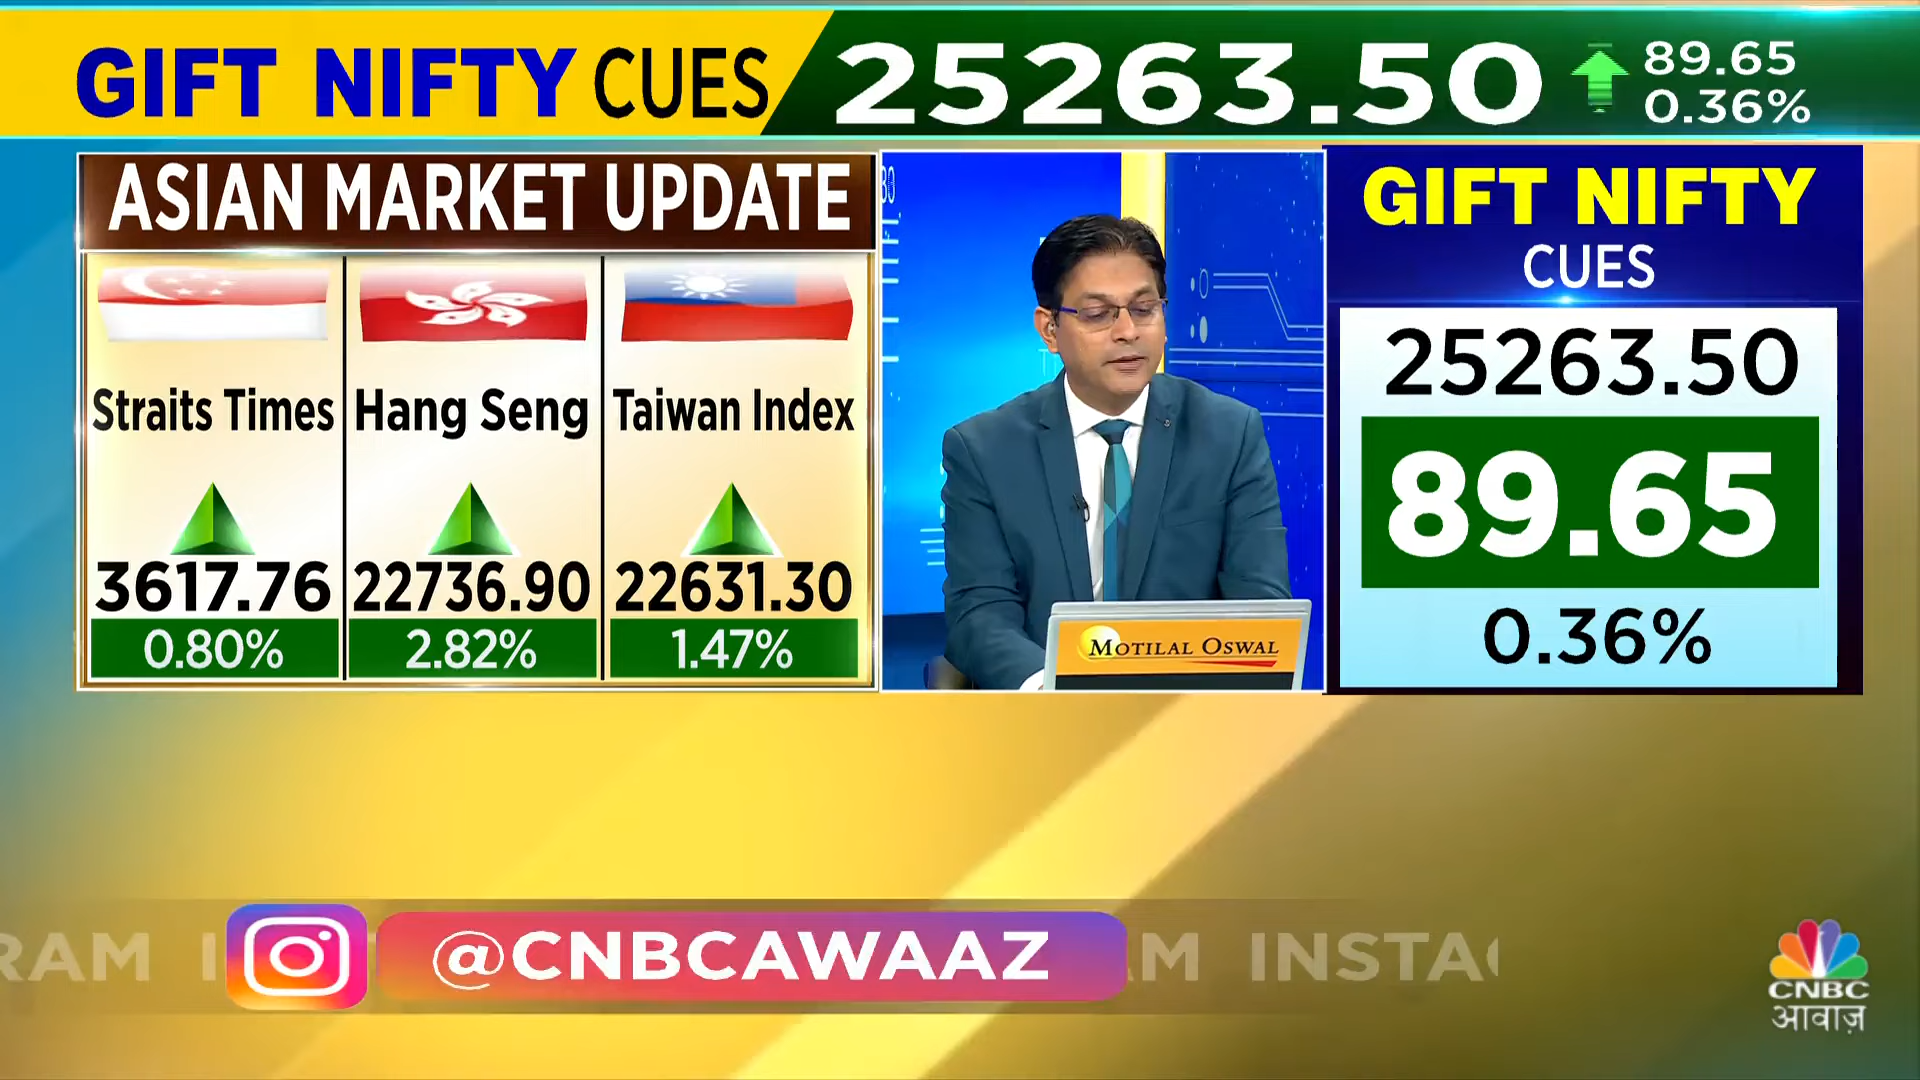 GIFT NIFTY CUES
25263.50
89.65
0.36%
ASIAN MARKET UPDATE
Straits Times
3617.76
0.80%
Hang Seng
22736.90
2.82%
Taiwan Index
22631.30
1.47%
MOTILAL OSWAL
GIFT NIFTY
CUES
25263.50
89.65
0.36%
RAM I
@CNBCAWAAZ
M INSTA
CNBC
आवाज़